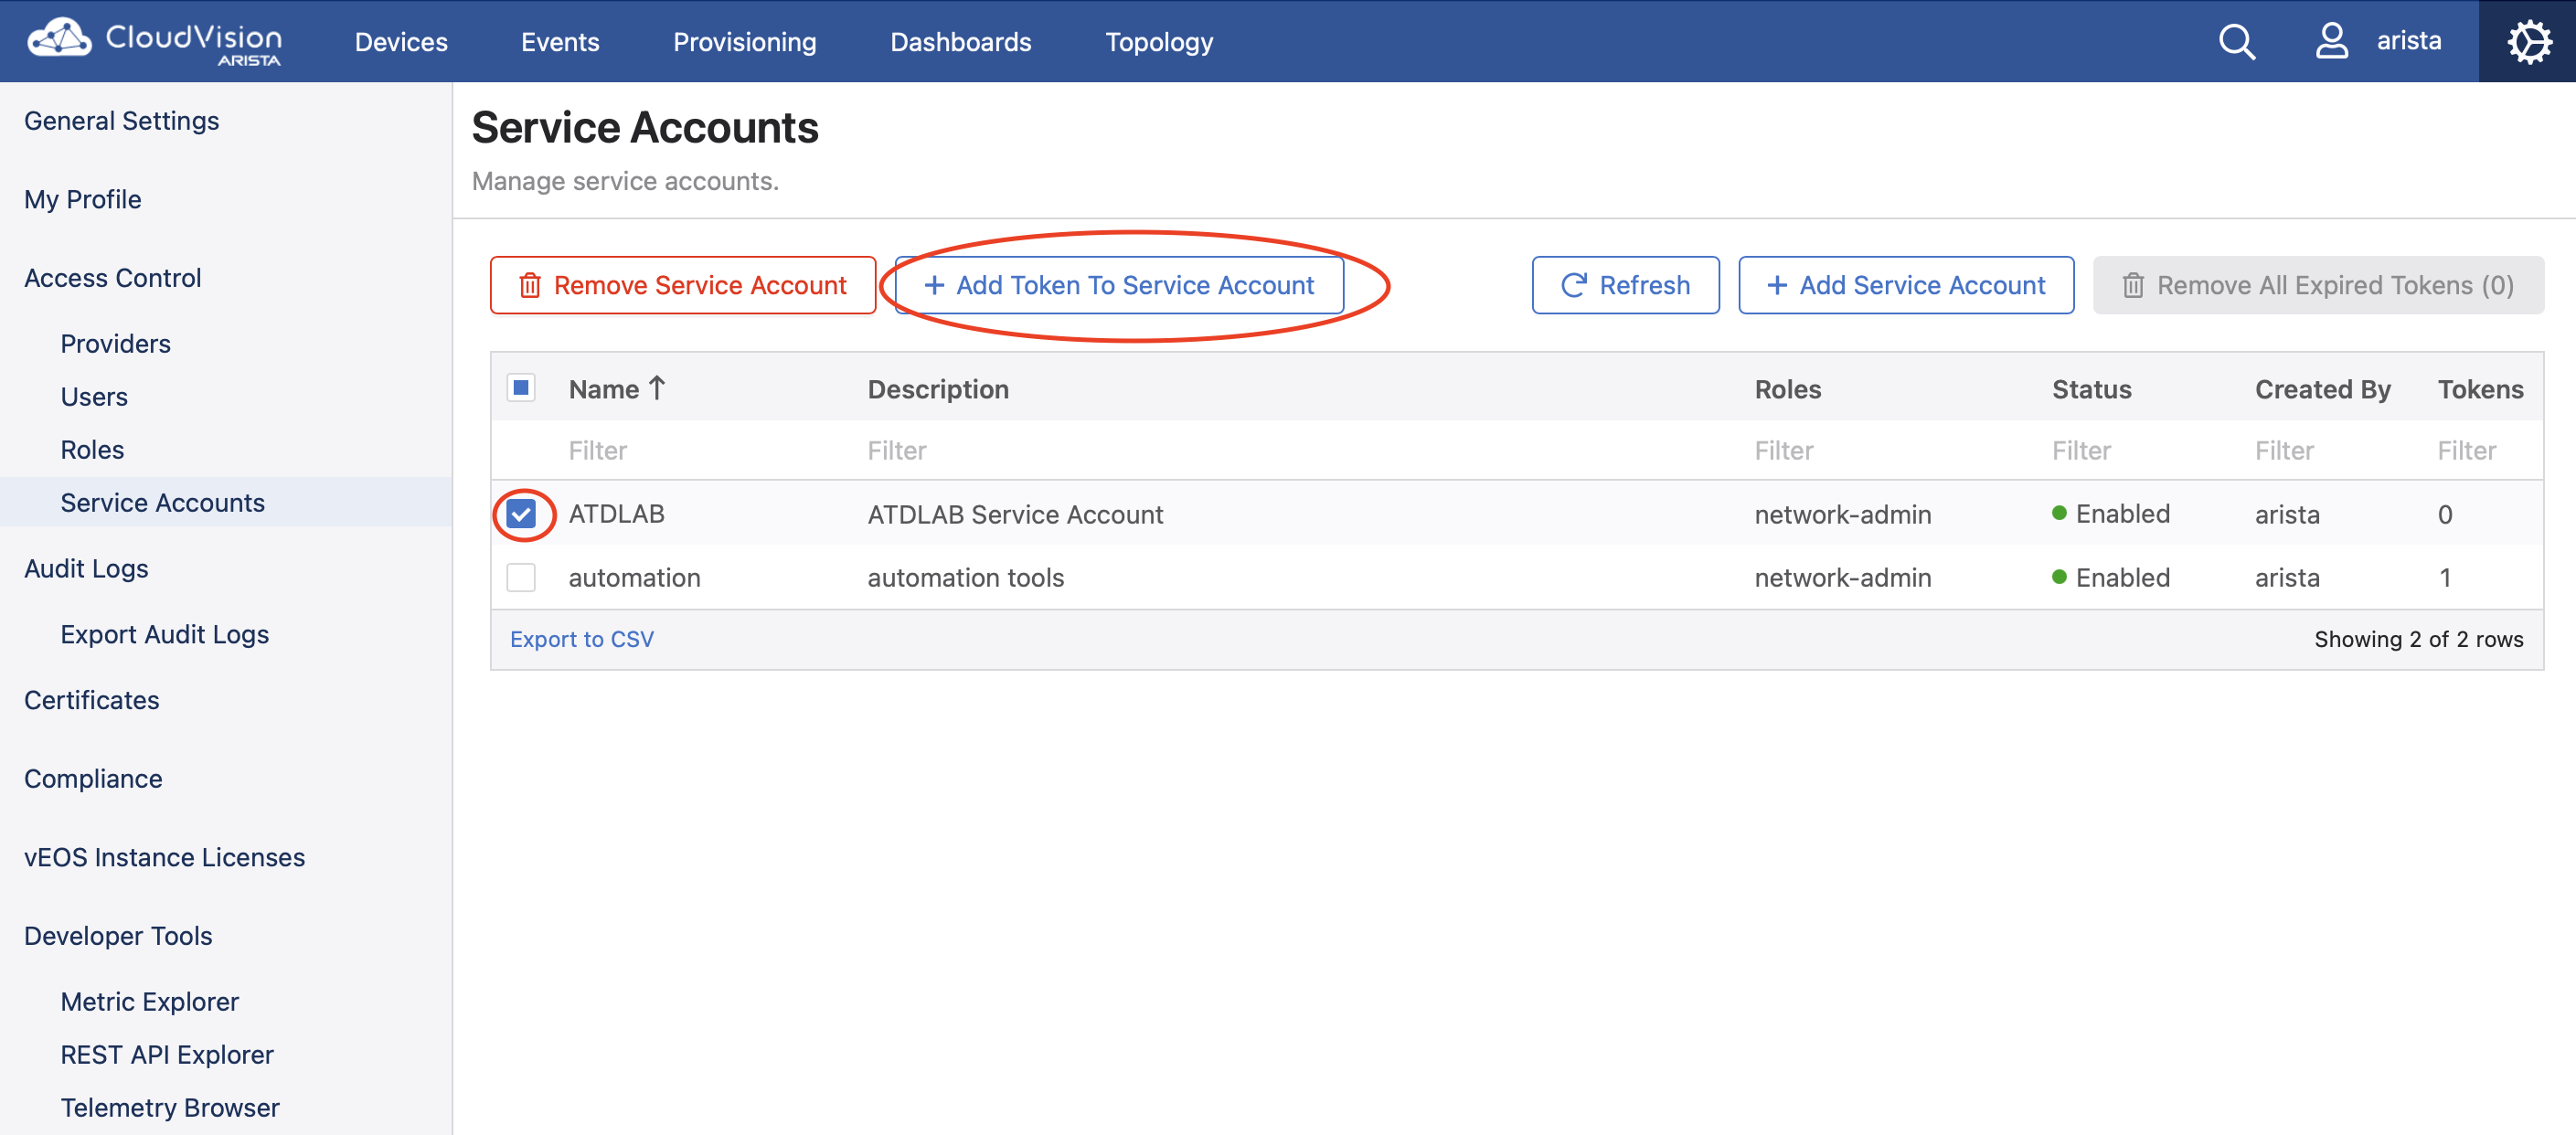 CloudVision
ARISTA
Devices
Events
Provisioning
Dashboards
Topology
arista
General Settings
My Profile
Access Control
Providers
Users
Roles
Service Accounts
Audit Logs
Export Audit Logs
Certificates
Compliance
vEOS Instance Licenses
Developer Tools
Metric Explorer
REST API Explorer
Telemetry Browser
Service Accounts
Manage service accounts.
Remove Service Account
+ Add Token To Service Account
Refresh
+ Add Service Account
Remove All Expired Tokens (0)
Name ↑ Description Roles Status Created By Tokens
Filter Filter Filter Filter Filter Filter
ATDLAB ATDLAB Service Account network-admin Enabled arista 0
automation automation tools network-admin Enabled arista 1
Export to CSV
Showing 2 of 2 rows